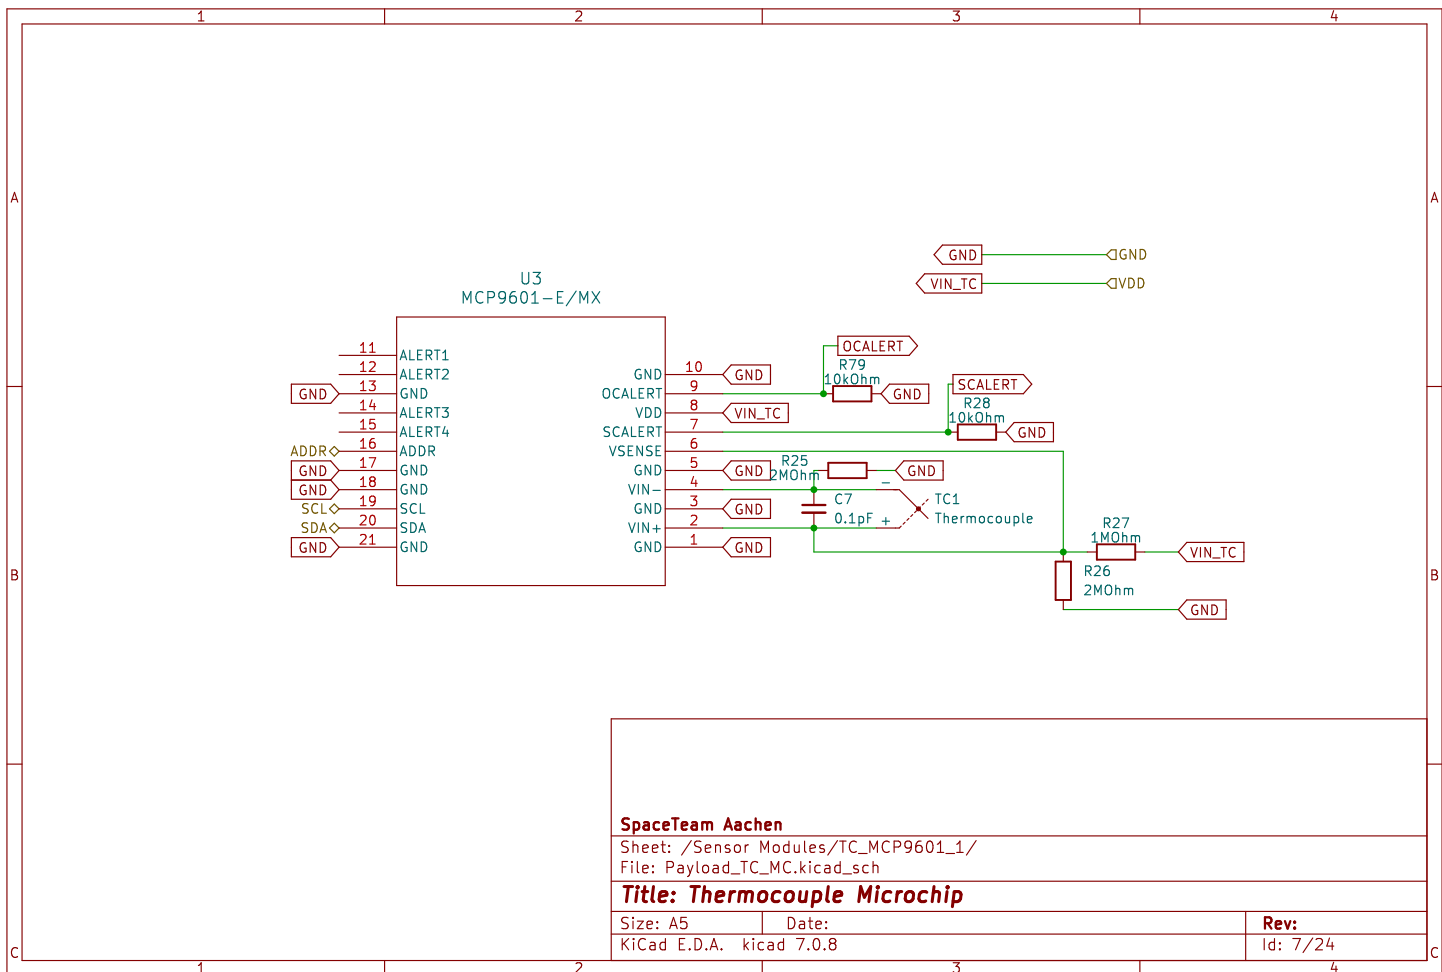 1 2 3 4
A A
GND GND
VIN_TC VDD
U3
MCP9601-E/MX
OCALERT
11 ALERT1
R79
12 ALERT2 GND 10 GND
10kOhm
SCALERT
13 GND GND OCALERT 9 GND
R28
14 ALERT3 VDD 8 VIN_TC
10kOhm
15 ALERT4 SCALERT 7 GND
ADDR 16 ADDR VSENSE 6
R25
GND 17 GND GND 5 GND GND
2MOhm
GND 18 GND VIN- 4 -
C7 TC1
SCL 19 SCL GND 3 GND
0.1pF + Thermocouple
SDA 20 SDA VIN+ 2
R27
1MOhm
GND 21 GND GND 1 GND
VIN_TC
R26
B B
2MOhm
GND
SpaceTeam Aachen
Sheet: /Sensor Modules/TC_MCP9601_1/
File: Payload_TC_MC.kicad_sch
Title: Thermocouple Microchip
Size: A5 Date: Rev:
KiCad E.D.A. kicad 7.0.8 Id: 7/24
C C
1 2 3 4